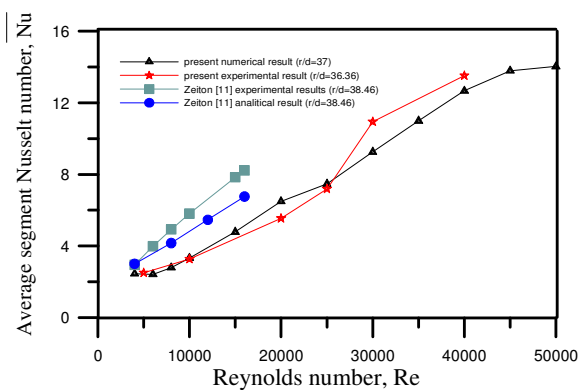 Average segment Nusselt number, Nu
16
12
8
4
0
present numerical result (r/d=37)
present experimental result (r/d=36.36)
Zeiton [11] experimental results (r/d=38.46)
Zeiton [11] analitical result (r/d=38.46)
0 10000 20000 30000 40000 50000
Reynolds number, Re